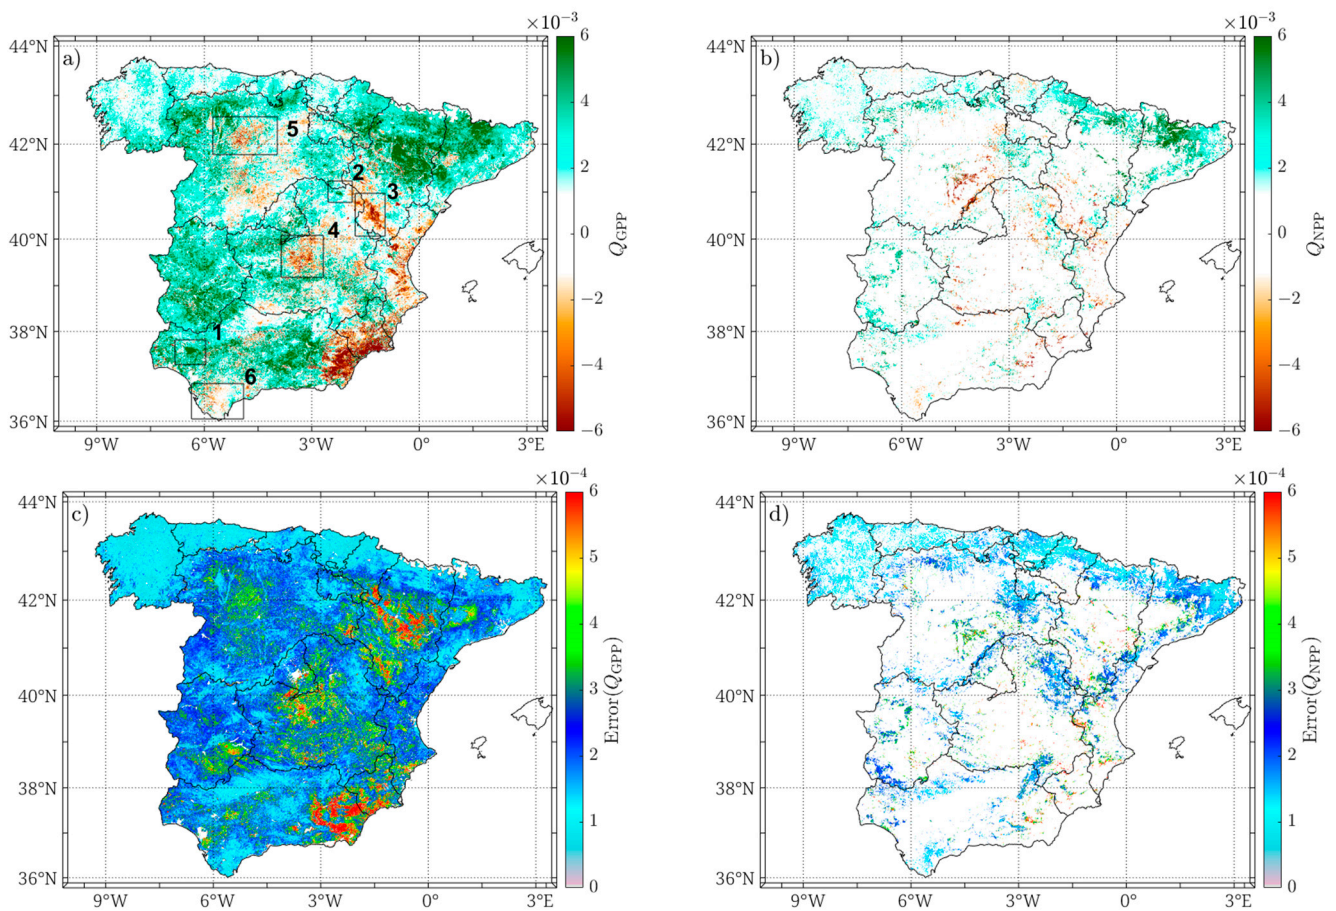 ×10⁻³
a)
44°N
42°N
40°N
38°N
36°N
9°W
6°W
3°W
0°
3°E
5
2
3
4
1
6
6
4
2
0
−2
−4
−6
Q_GPP
×10⁻³
b)
44°N
42°N
40°N
38°N
36°N
9°W
6°W
3°W
0°
3°E
6
4
2
0
−2
−4
−6
Q_NPP
×10⁻⁴
c)
44°N
42°N
40°N
38°N
36°N
9°W
6°W
3°W
0°
3°E
6
5
4
3
2
1
0
Error(Q_GPP)
×10⁻⁴
d)
44°N
42°N
40°N
38°N
36°N
9°W
6°W
3°W
0°
3°E
6
5
4
3
2
1
0
Error(Q_NPP)